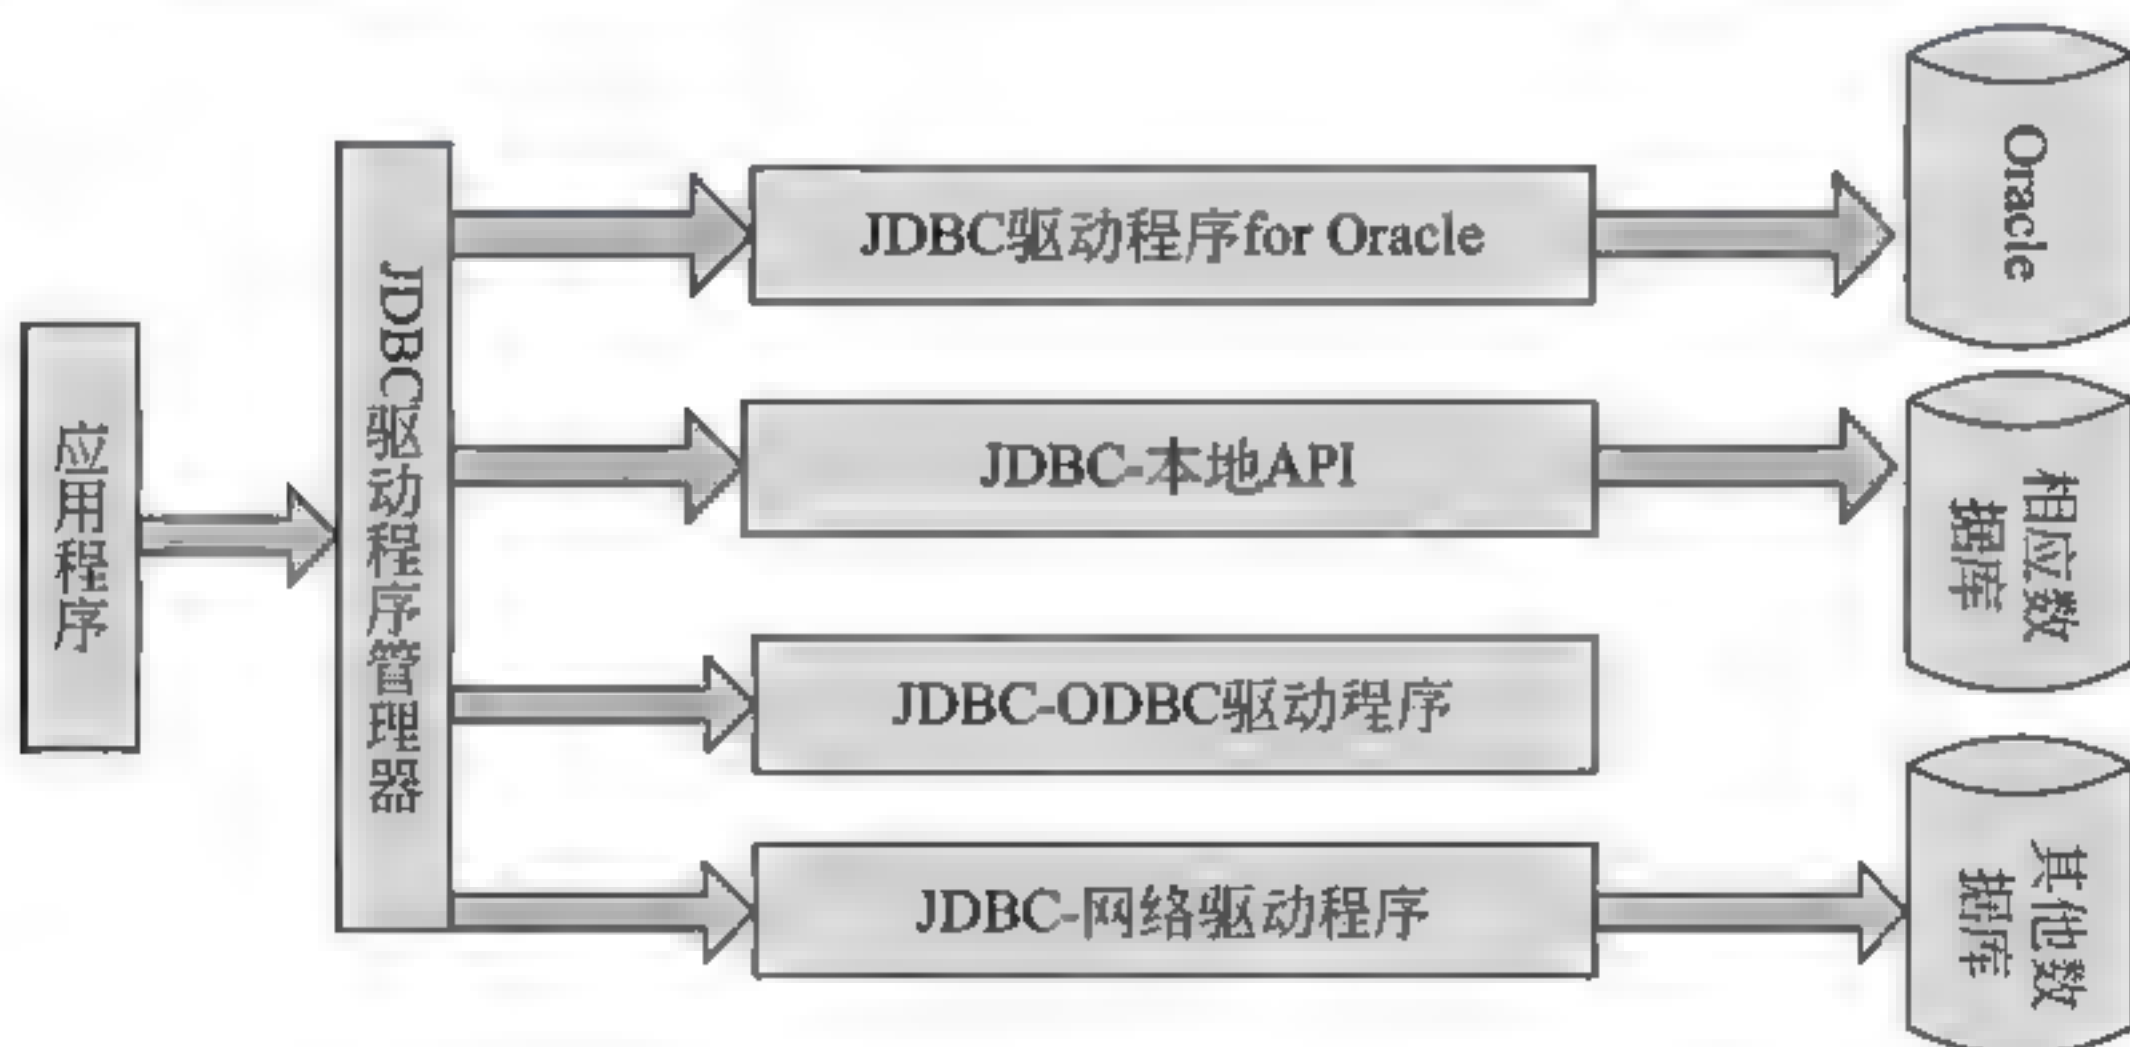 应用程序
JDBC驱动程序管理器
JDBC驱动程序for Oracle
JDBC-本地API
JDBC-ODBC驱动程序
JDBC-网络驱动程序
Oracle
相应数
据库
其他数
据库